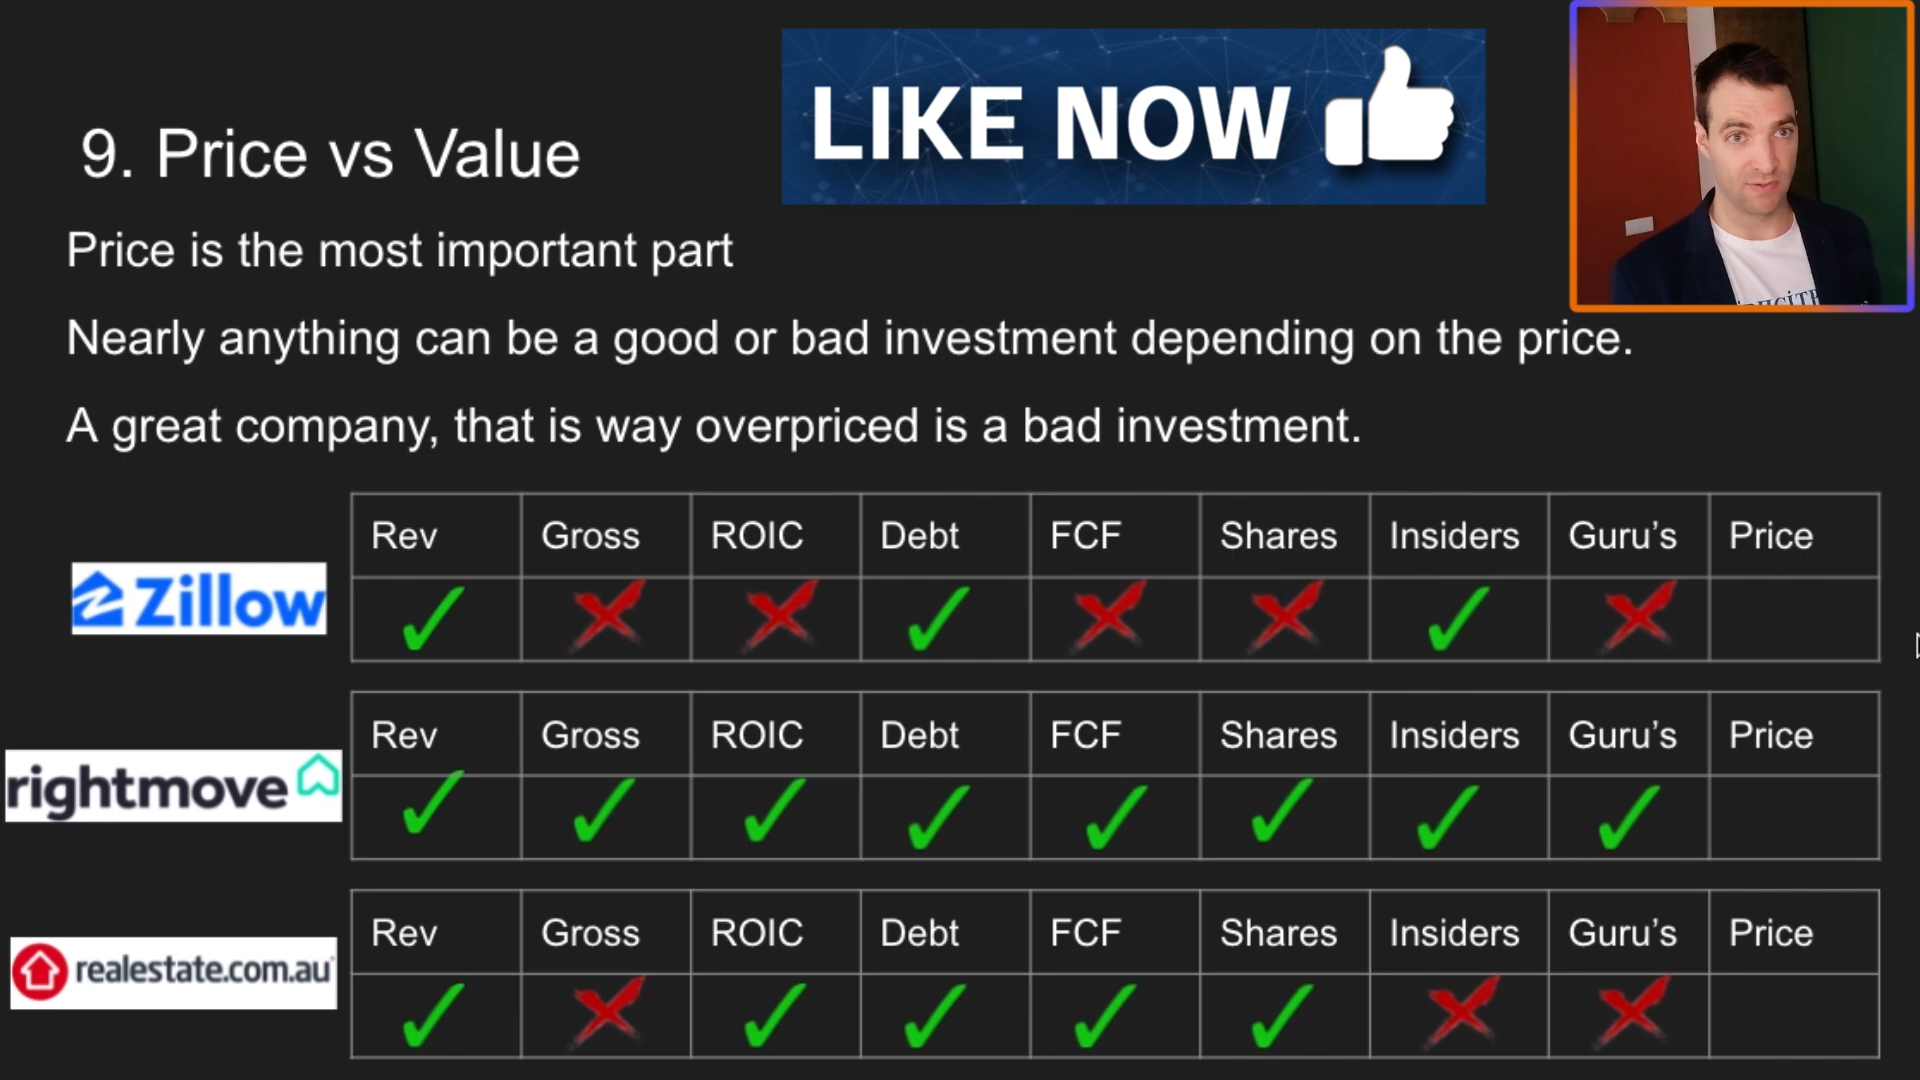 LIKE NOW
9. Price vs Value
Price is the most important part
Nearly anything can be a good or bad investment depending on the price.
A great company, that is way overpriced is a bad investment.
Zillow
Rev Gross ROIC Debt FCF Shares Insiders Guru’s Price
rightmove
Rev Gross ROIC Debt FCF Shares Insiders Guru’s Price
realestate.com.au
Rev Gross ROIC Debt FCF Shares Insiders Guru’s Price